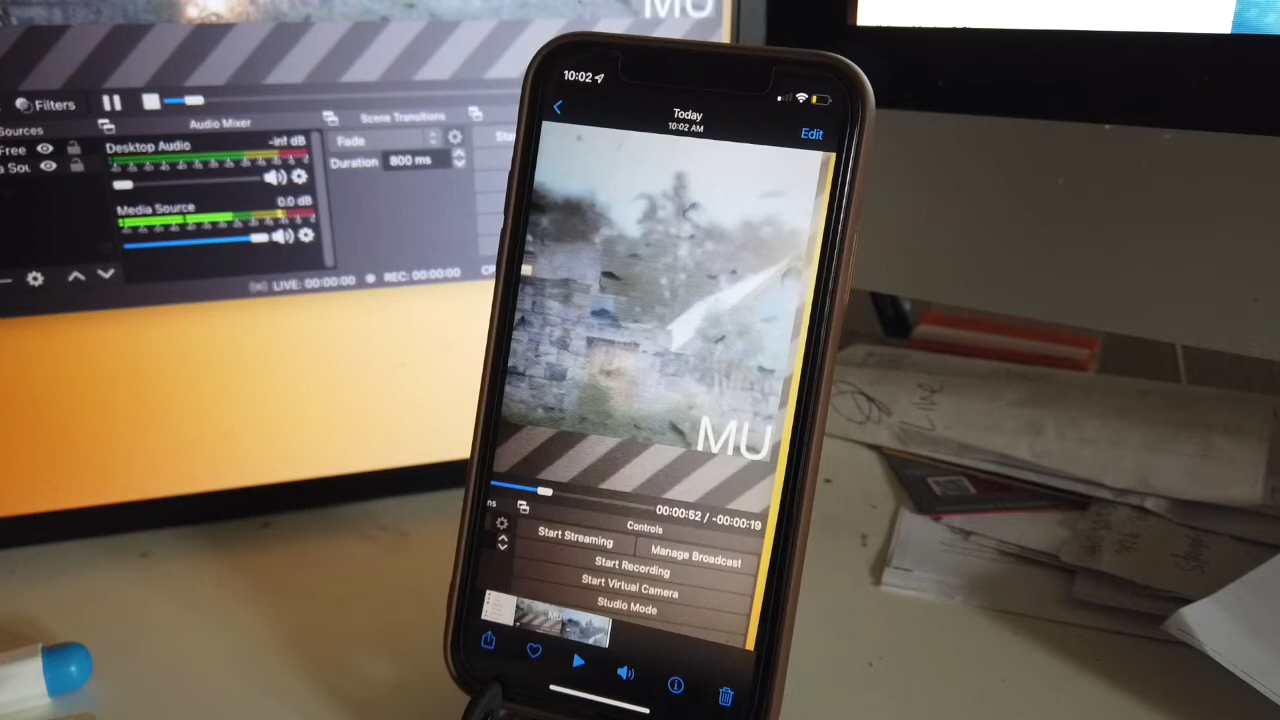 MU
Filters
Sources
Free
Audio Mixer
Desktop Audio
-inf dB
Media Source
0.0 dB
Scene Transitions
Fade
Duration
800 ms
LIVE: 00:00:00
REC: 00:00:00
10:02
Today
10:02 AM
Edit
MU
00:00:52 / -00:00:19
Controls
Start Streaming
Manage Broadcast
Start Recording
Start Virtual Camera
Studio Mode
Live